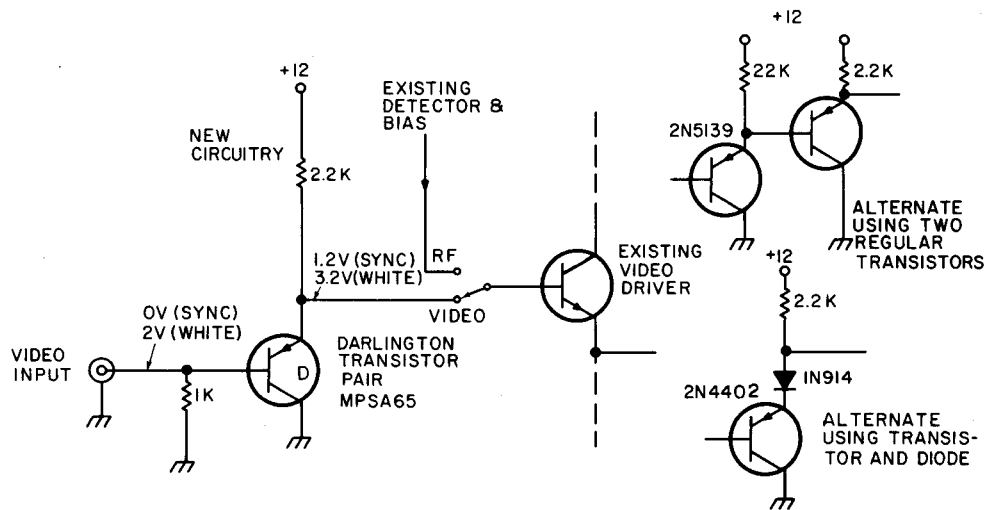 +12
NEW
CIRCUITRY
2.2K
EXISTING
DETECTOR &
BIAS
RF
1.2V (SYNC)
3.2V (WHITE)
VIDEO
0V (SYNC)
2V (WHITE)
VIDEO
INPUT
1K
D
DARLINGTON
TRANSISTOR
PAIR
MPSA65
EXISTING
VIDEO
DRIVER
+12
22K
2.2K
2N5139
ALTERNATE
USING TWO
REGULAR
TRANSISTORS
+12
2.2K
1N914
2N4402
ALTERNATE
USING TRANSIS-
TOR AND DIODE